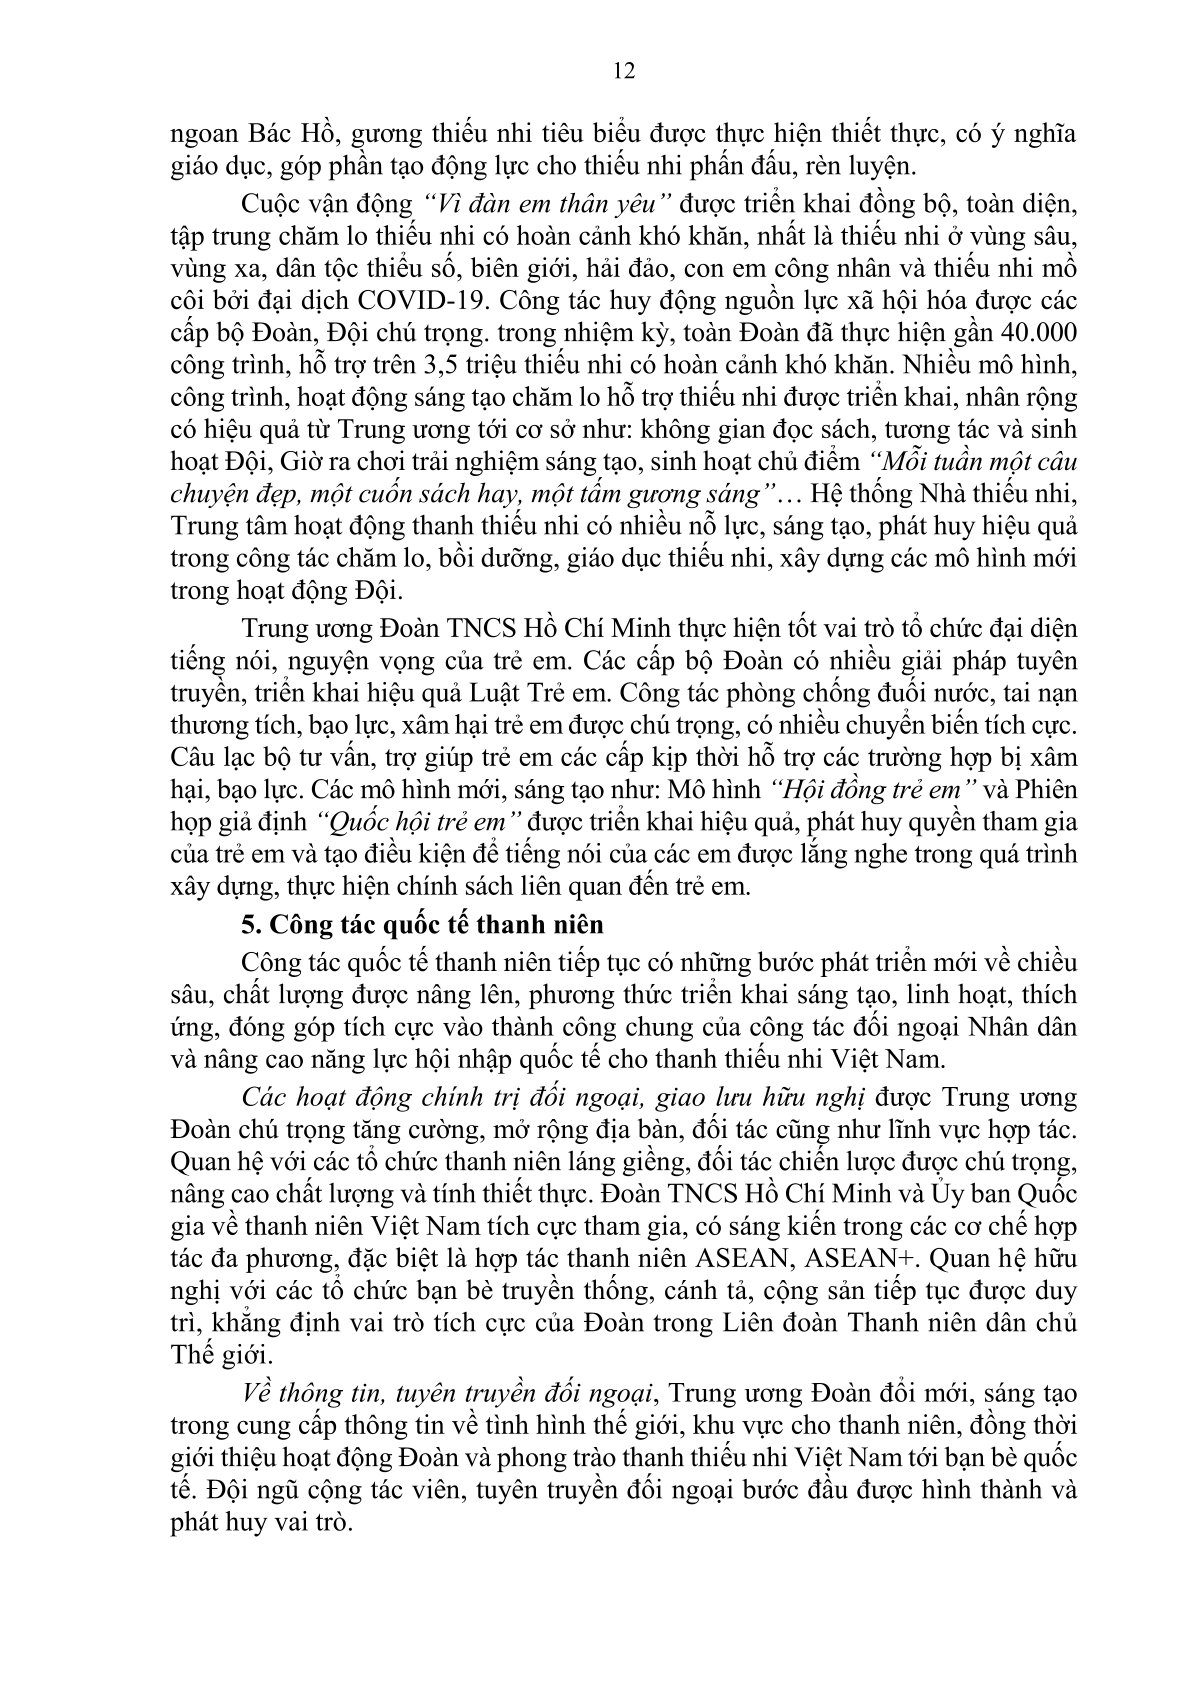 12
ngoan Bác Hồ, gương thiếu nhi tiêu biểu được thực hiện thiết thực, có ý nghĩa
giáo dục, góp phần tạo động lực cho thiếu nhi phấn đấu, rèn luyện.
Cuộc vận động “Vì đàn em thân yêu” được triển khai đồng bộ, toàn diện,
tập trung chăm lo thiếu nhi có hoàn cảnh khó khăn, nhất là thiếu nhi ở vùng sâu,
vùng xa, dân tộc thiểu số, biên giới, hải đảo, con em công nhân và thiếu nhi mồ
côi bởi đại dịch COVID-19. Công tác huy động nguồn lực xã hội hóa được các
cấp bộ Đoàn, Đội chú trọng. trong nhiệm kỳ, toàn Đoàn đã thực hiện gần 40.000
công trình, hỗ trợ trên 3,5 triệu thiếu nhi có hoàn cảnh khó khăn. Nhiều mô hình,
công trình, hoạt động sáng tạo chăm lo hỗ trợ thiếu nhi được triển khai, nhân rộng
có hiệu quả từ Trung ương tới cơ sở như: không gian đọc sách, tương tác và sinh
hoạt Đội, Giờ ra chơi trải nghiệm sáng tạo, sinh hoạt chủ điểm “Mỗi tuần một câu
chuyện đẹp, một cuốn sách hay, một tấm gương sáng”… Hệ thống Nhà thiếu nhi,
Trung tâm hoạt động thanh thiếu nhi có nhiều nỗ lực, sáng tạo, phát huy hiệu quả
trong công tác chăm lo, bồi dưỡng, giáo dục thiếu nhi, xây dựng các mô hình mới
trong hoạt động Đội.
Trung ương Đoàn TNCS Hồ Chí Minh thực hiện tốt vai trò tổ chức đại diện
tiếng nói, nguyện vọng của trẻ em. Các cấp bộ Đoàn có nhiều giải pháp tuyên
truyền, triển khai hiệu quả Luật Trẻ em. Công tác phòng chống đuối nước, tai nạn
thương tích, bạo lực, xâm hại trẻ em được chú trọng, có nhiều chuyển biến tích cực.
Câu lạc bộ tư vấn, trợ giúp trẻ em các cấp kịp thời hỗ trợ các trường hợp bị xâm
hại, bạo lực. Các mô hình mới, sáng tạo như: Mô hình “Hội đồng trẻ em” và Phiên
họp giả định “Quốc hội trẻ em” được triển khai hiệu quả, phát huy quyền tham gia
của trẻ em và tạo điều kiện để tiếng nói của các em được lắng nghe trong quá trình
xây dựng, thực hiện chính sách liên quan đến trẻ em.
5. Công tác quốc tế thanh niên
Công tác quốc tế thanh niên tiếp tục có những bước phát triển mới về chiều
sâu, chất lượng được nâng lên, phương thức triển khai sáng tạo, linh hoạt, thích
ứng, đóng góp tích cực vào thành công chung của công tác đối ngoại Nhân dân
và nâng cao năng lực hội nhập quốc tế cho thanh thiếu nhi Việt Nam.
Các hoạt động chính trị đối ngoại, giao lưu hữu nghị được Trung ương
Đoàn chú trọng tăng cường, mở rộng địa bàn, đối tác cũng như lĩnh vực hợp tác.
Quan hệ với các tổ chức thanh niên láng giềng, đối tác chiến lược được chú trọng,
nâng cao chất lượng và tính thiết thực. Đoàn TNCS Hồ Chí Minh và Ủy ban Quốc
gia về thanh niên Việt Nam tích cực tham gia, có sáng kiến trong các cơ chế hợp
tác đa phương, đặc biệt là hợp tác thanh niên ASEAN, ASEAN+. Quan hệ hữu
nghị với các tổ chức bạn bè truyền thống, cánh tả, cộng sản tiếp tục được duy
trì, khẳng định vai trò tích cực của Đoàn trong Liên đoàn Thanh niên dân chủ
Thế giới.
Về thông tin, tuyên truyền đối ngoại, Trung ương Đoàn đổi mới, sáng tạo
trong cung cấp thông tin về tình hình thế giới, khu vực cho thanh niên, đồng thời
giới thiệu hoạt động Đoàn và phong trào thanh thiếu nhi Việt Nam tới bạn bè quốc
tế. Đội ngũ cộng tác viên, tuyên truyền đối ngoại bước đầu được hình thành và
phát huy vai trò.